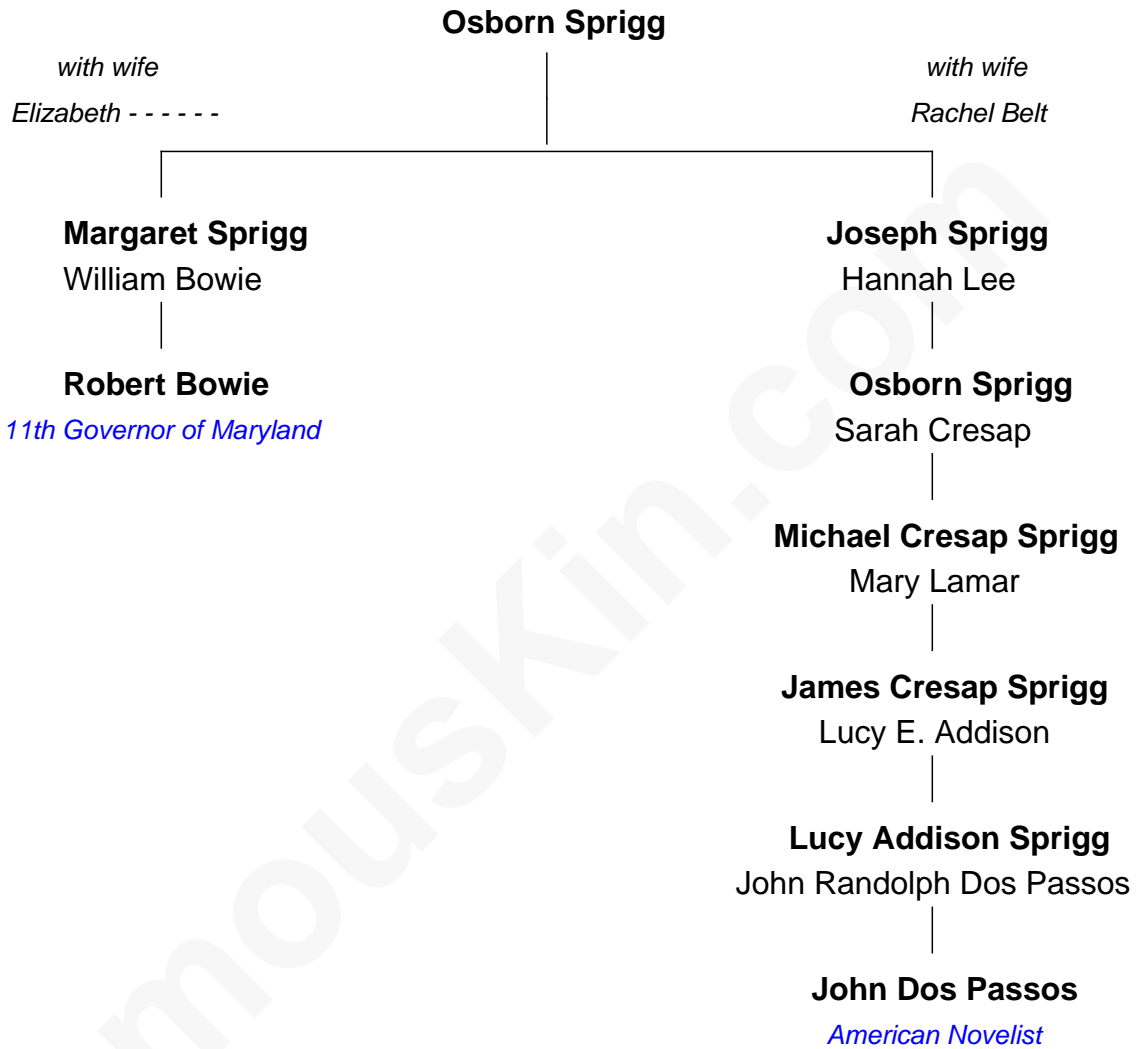 Osborn Sprigg
with wife
Elizabeth - - - - - -
with wife
Rachel Belt
Margaret Sprigg
William Bowie
Joseph Sprigg
Hannah Lee
Robert Bowie
11th Governor of Maryland
Osborn Sprigg
Sarah Cresap
Michael Cresap Sprigg
Mary Lamar
James Cresap Sprigg
Lucy E. Addison
Lucy Addison Sprigg
John Randolph Dos Passos
John Dos Passos
American Novelist
mouskin.com